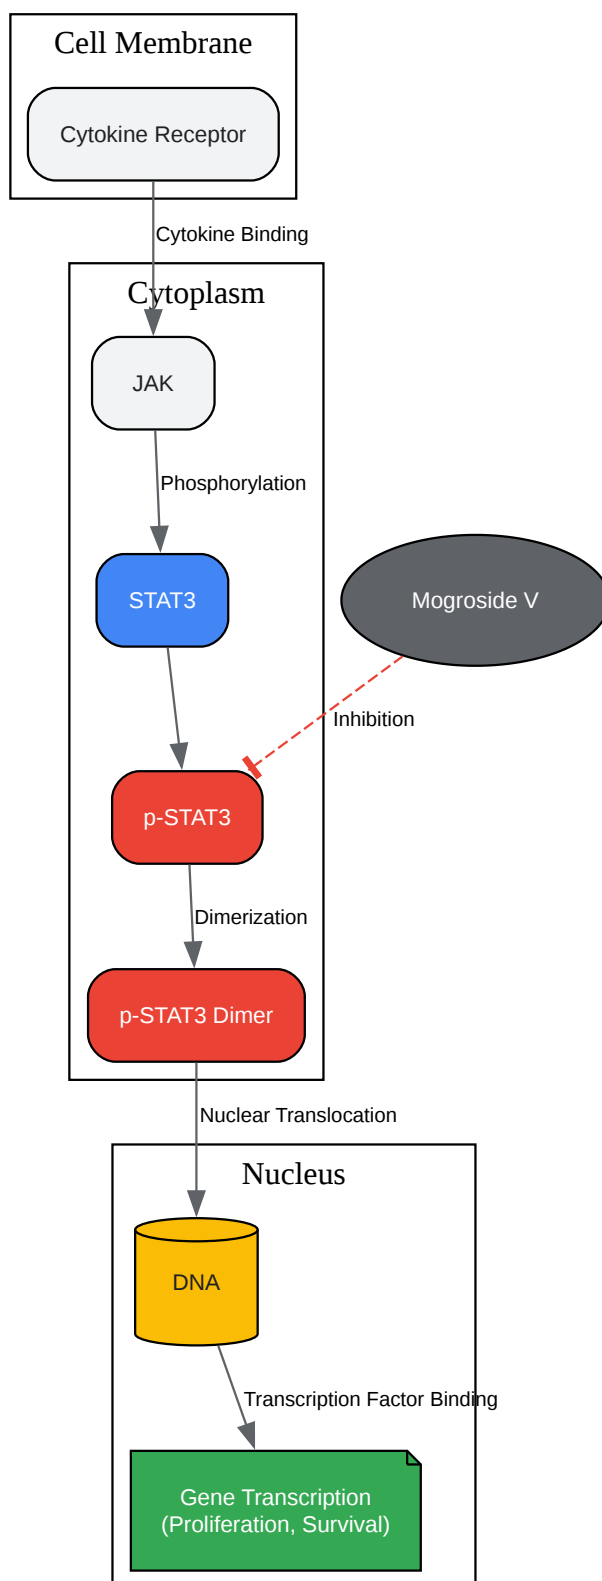 Cell Membrane
Cytokine Receptor
Cytokine Binding
Cytoplasm
JAK
Phosphorylation
STAT3
Mogroside V
Inhibition
p-STAT3
Dimerization
p-STAT3 Dimer
Nuclear Translocation
Nucleus
DNA
Transcription Factor Binding
Gene Transcription
(Proliferation, Survival)